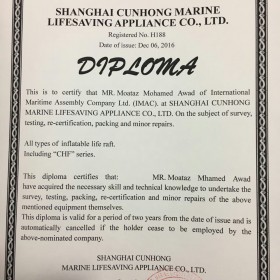 SHANGHAI CUNHONG MARINE
LIFESAVING APPLIANCE CO., LTD.
Registered No. H188
Date of issue: Dec 06, 2016
DIPLOMA
This is to certify that MR. Moataz Mohamed Awad of International
Maritime Assembly Company Ltd. (IMAC). at SHANGHAI CUNHONG
MARINE LIFESAVING APPLIANCE CO., LTD. On the subject of survey,
testing, re-certification, packing and minor repairs.
All types of inflatable life raft.
Including "CHF" series.
This diploma certifies that: MR. Moataz Mhamed Awad
have acquired the necessary skill and technical knowledge to undertake the
survey, testing, packing, re-certification and minor repairs of the above
mentioned equipment themselves.
This diploma is valid for a period of two years from the date of issue and is
automatically cancelled if the holder cease to be employed by the
above-nominated company.
SHANGHAI CUNHONG
MARINE LIFESAVING APPLIANCE CO., LTD.